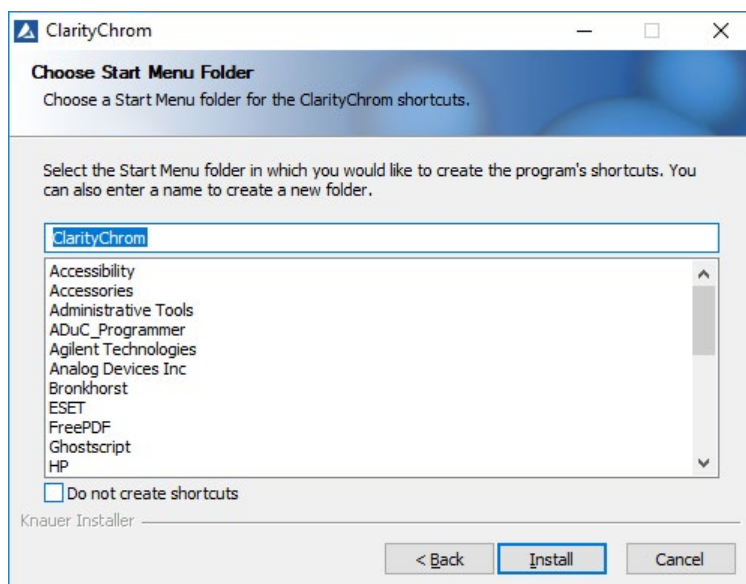 ClarityChrom
Choose Start Menu Folder
Choose a Start Menu folder for the ClarityChrom shortcuts.
Select the Start Menu folder in which you would like to create the program's shortcuts. You
can also enter a name to create a new folder.
ClarityChrom
Accessibility
Accessories
Administrative Tools
ADuC_Programmer
Agilent Technologies
Analog Devices Inc
Bronkhorst
ESET
FreePDF
Ghostscript
HP
Do not create shortcuts
Knauer Installer
< Back Install Cancel